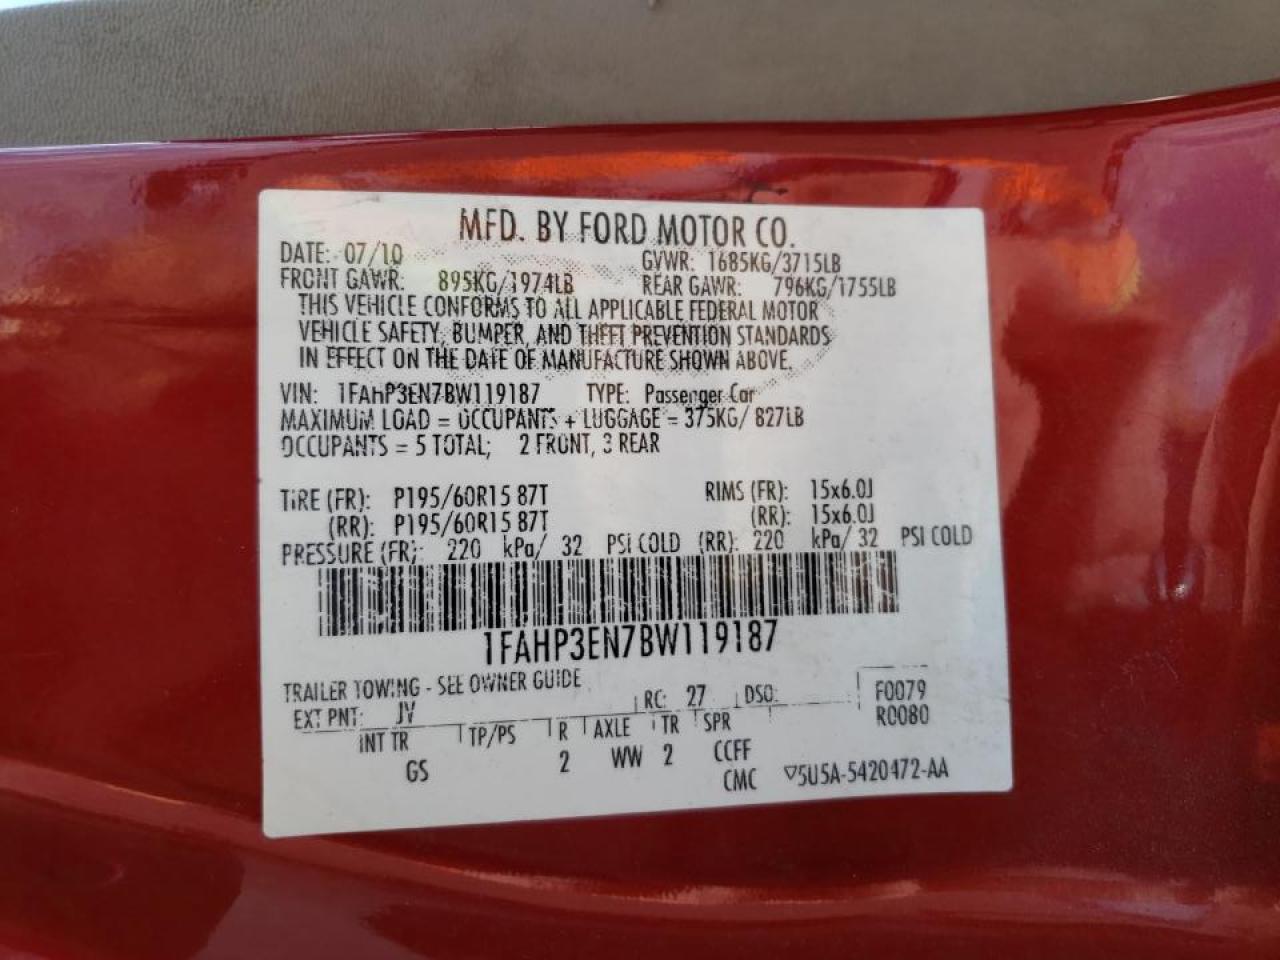 MFD. BY FORD MOTOR CO.
DATE: 07/10 GVWR: 1685KG/3715LB
FRONT GAWR: 895KG/1974LB REAR GAWR: 796KG/1755LB
THIS VEHICLE CONFORMS TO ALL APPLICABLE FEDERAL MOTOR
VEHICLE SAFETY, BUMPER, AND THEFT PREVENTION STANDARDS
IN EFFECT ON THE DATE OF MANUFACTURE SHOWN ABOVE.
VIN: 1FAHP3EN7BW119187 TYPE: Passenger Car
MAXIMUM LOAD = OCCUPANTS + LUGGAGE = 375KG/ 827LB
OCCUPANTS = 5 TOTAL; 2 FRONT, 3 REAR
TIRE (FR): P195/60R15 87T RIMS (FR): 15x6.0J
(RR): P195/60R15 87T (RR): 15x6.0J
PRESSURE (FR): 220 kPa/ 32 PSI COLD (RR): 220 kPa/ 32 PSI COLD
1FAHP3EN7BW119187
TRAILER TOWING - SEE OWNER GUIDE
EXT PNT: JV RC: 27 DSO: F0079
R0080
INT TR TP/PS R AXLE TR SPR
GS 2 WW 2 CCFF
CMC ▽5U5A-5420472-AA